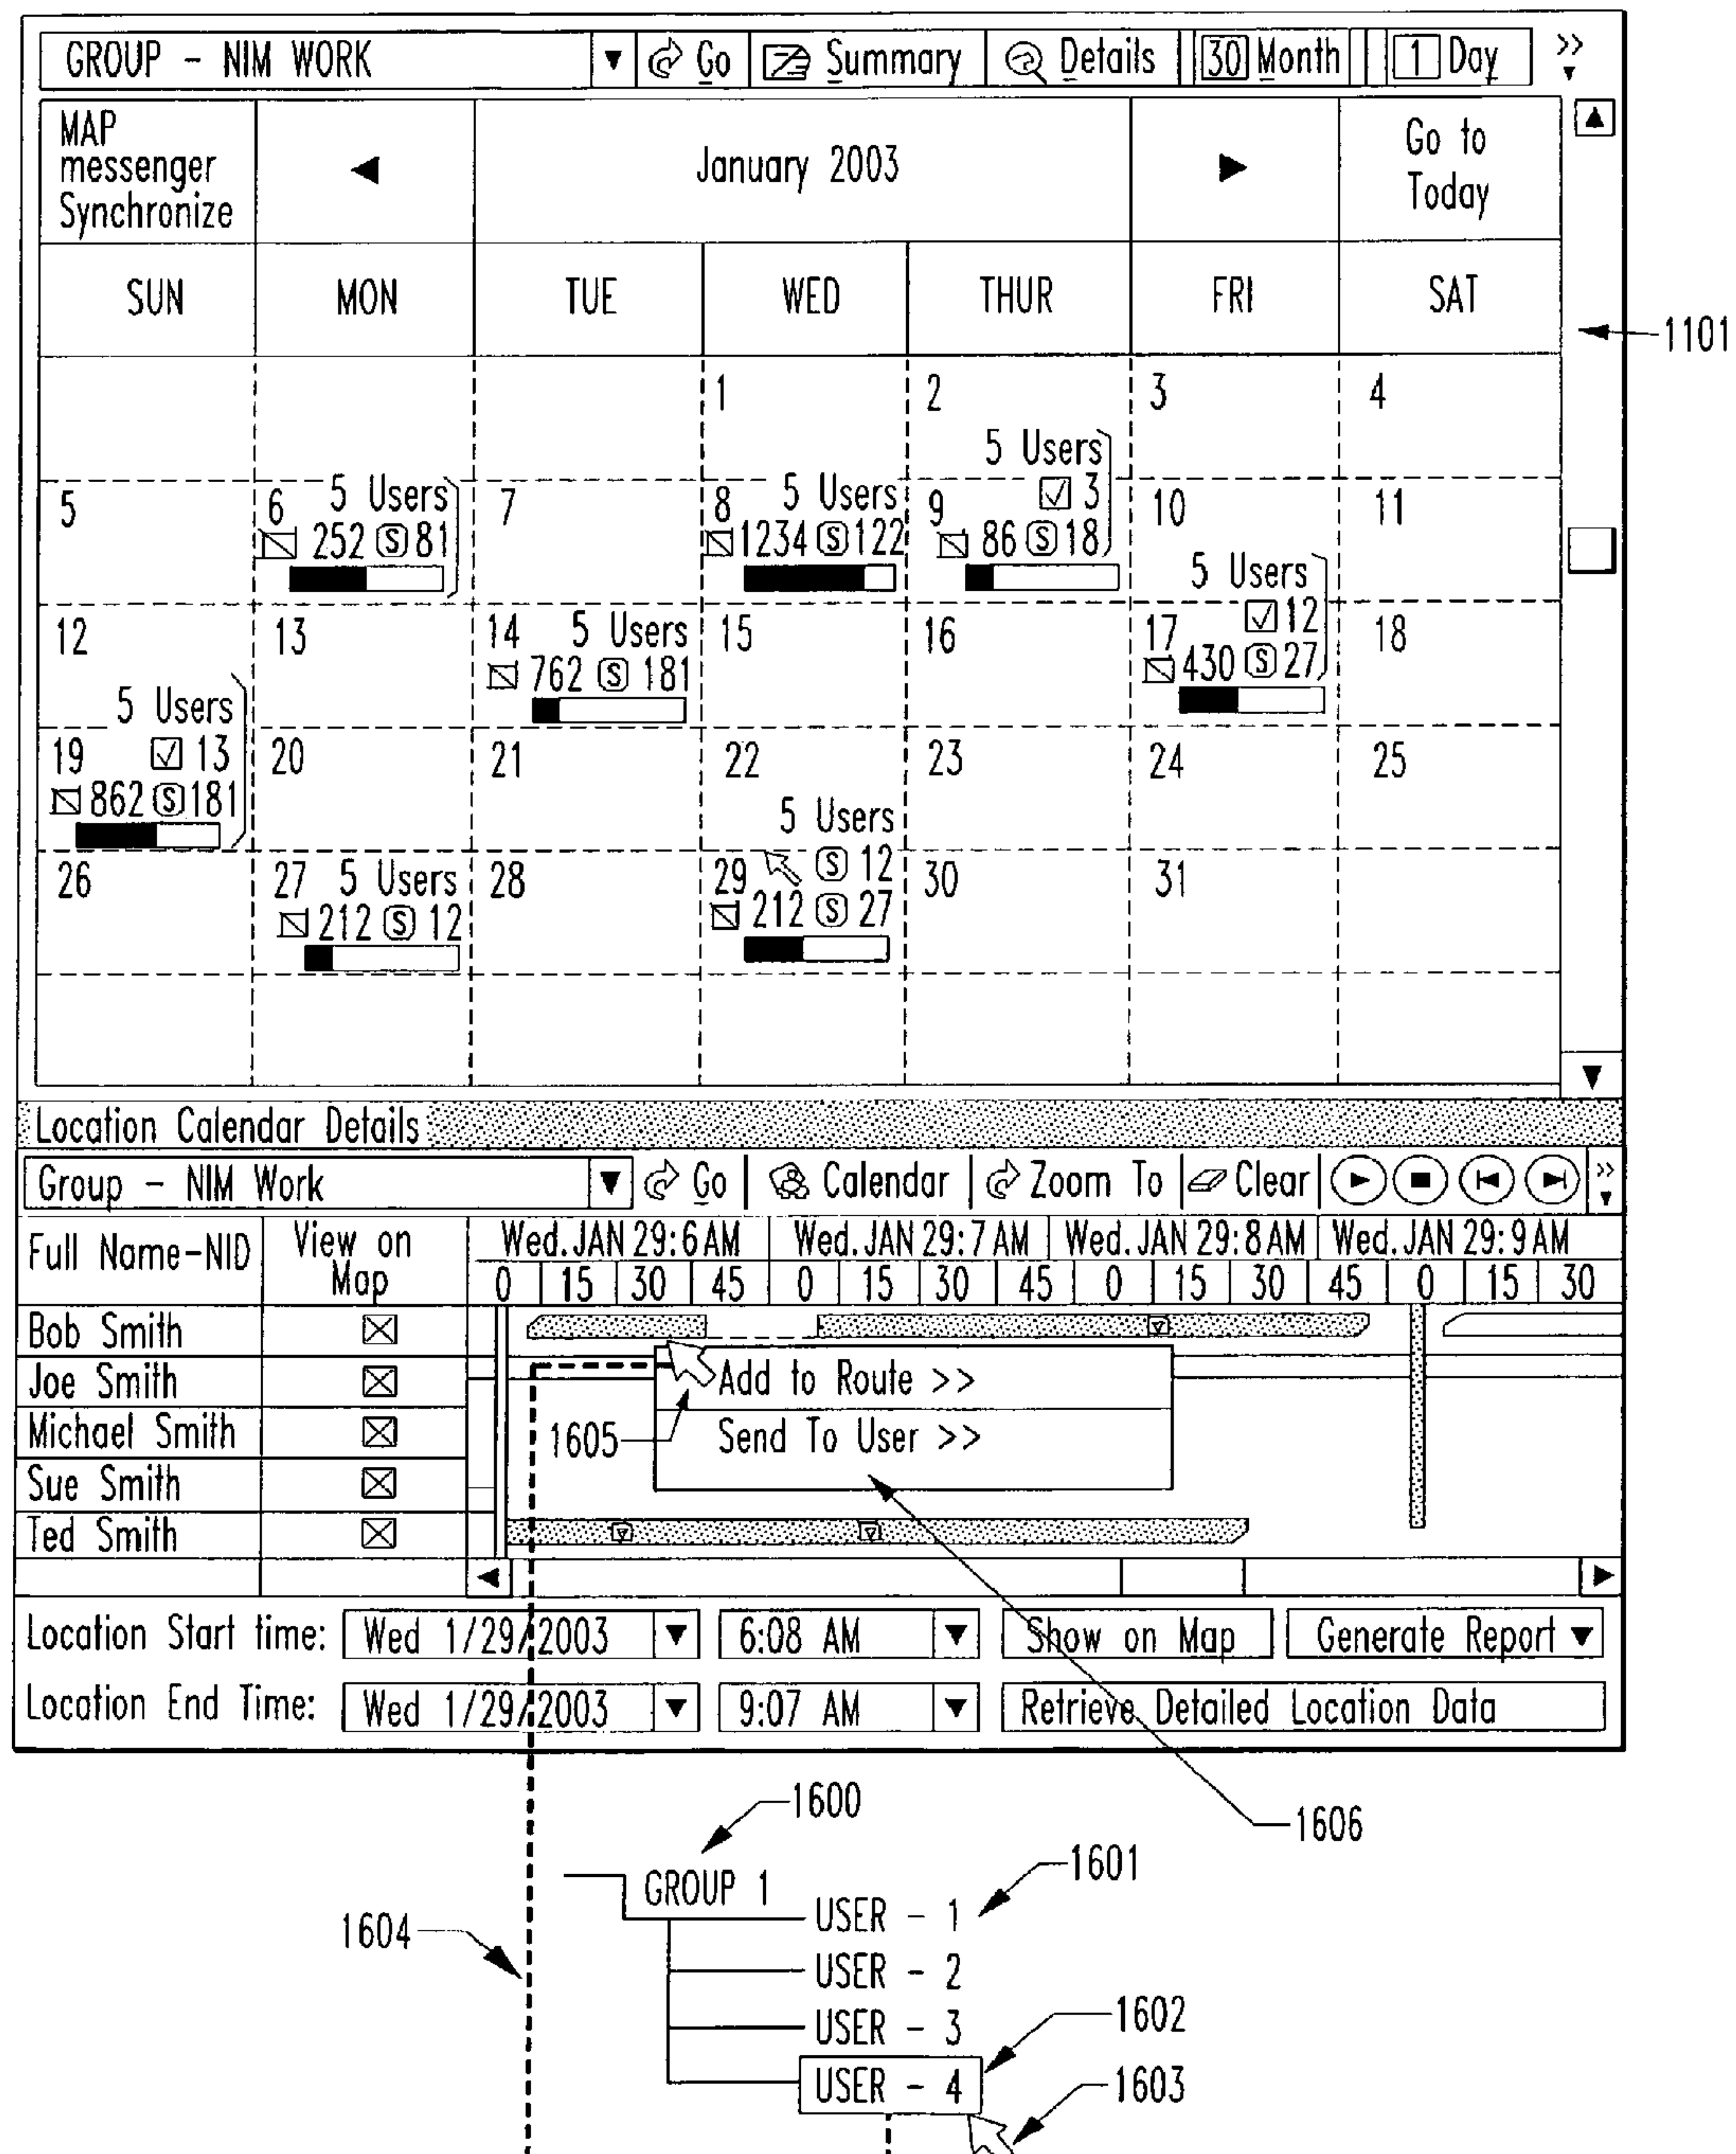 GROUP - NIM WORK ▼ Go Summary Details 30 Month 1 Day >>
MAP messenger Synchronize ◄ January 2003 ► Go to Today
SUN MON TUE WED THUR FRI SAT
1101
1 2 3 4
5 Users
5 6 5 Users 7 8 5 Users 9 ☑ 3 10 11
252 Ⓢ 81 1234 Ⓢ 122 86 Ⓢ 18
5 Users
☑ 12
12 13 14 5 Users 15 16 17 18
762 Ⓢ 181 430 Ⓢ 27
5 Users
19 ☑ 13 20 21 22 23 24 25
862 Ⓢ 181
5 Users
Ⓢ 12
26 27 5 Users 28 29 30 31
212 Ⓢ 12 212 Ⓢ 27
Location Calendar Details
Group - NIM Work ▼ Go Calendar Zoom To Clear >>
Full Name-NID View on Map Wed. JAN 29:6 AM Wed. JAN 29:7 AM Wed. JAN 29:8 AM Wed. JAN 29:9 AM
0 15 30 45 0 15 30 45 0 15 30 45 0 15 30
Bob Smith
Joe Smith Add to Route >>
Michael Smith 1605 Send To User >>
Sue Smith
Ted Smith
Location Start time: Wed 1/29/2003 ▼ 6:08 AM ▼ Show on Map Generate Report ▼
Location End Time: Wed 1/29/2003 ▼ 9:07 AM ▼ Retrieve Detailed Location Data
1600
1606
1601
GROUP 1
USER - 1
1604
USER - 2
USER - 3
1602
USER - 4
1603